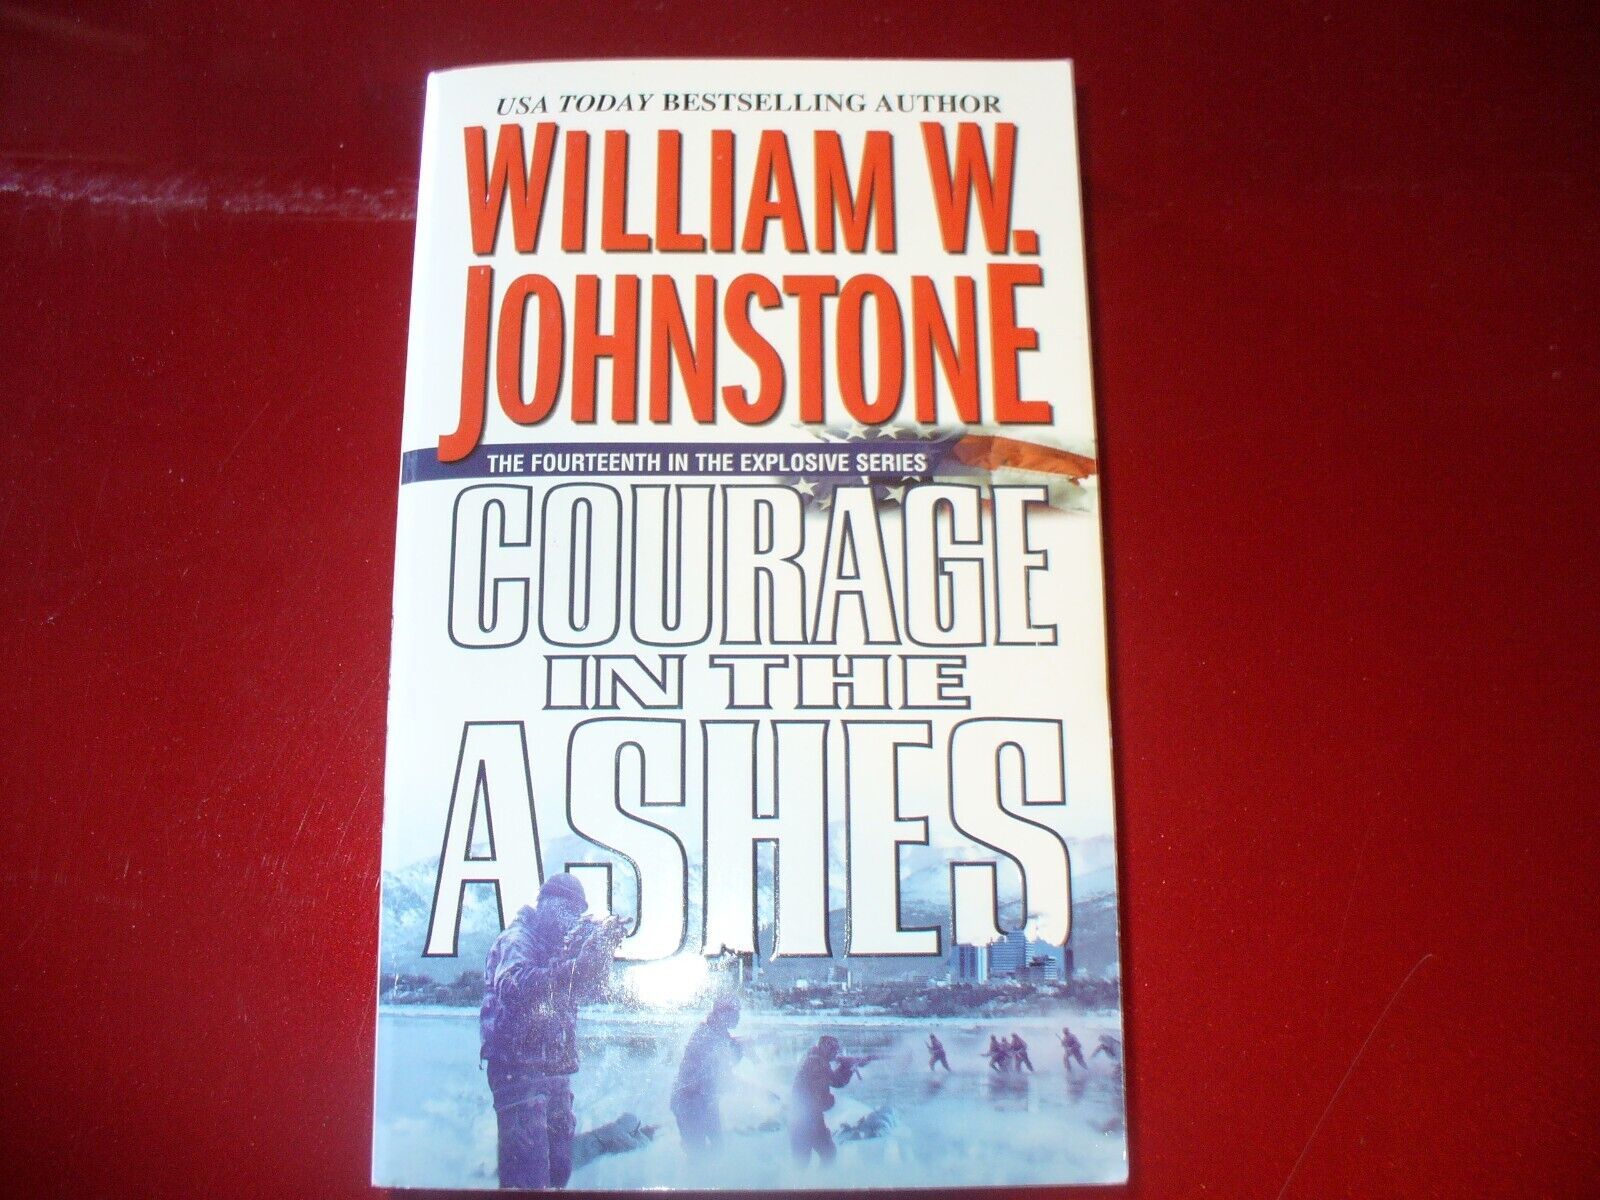 USA TODAY BESTSELLING AUTHOR
WILLIAM W.
JOHNSTONE
THE FOURTEENTH IN THE EXPLOSIVE SERIES
COURAGE
IN THE
ASHES